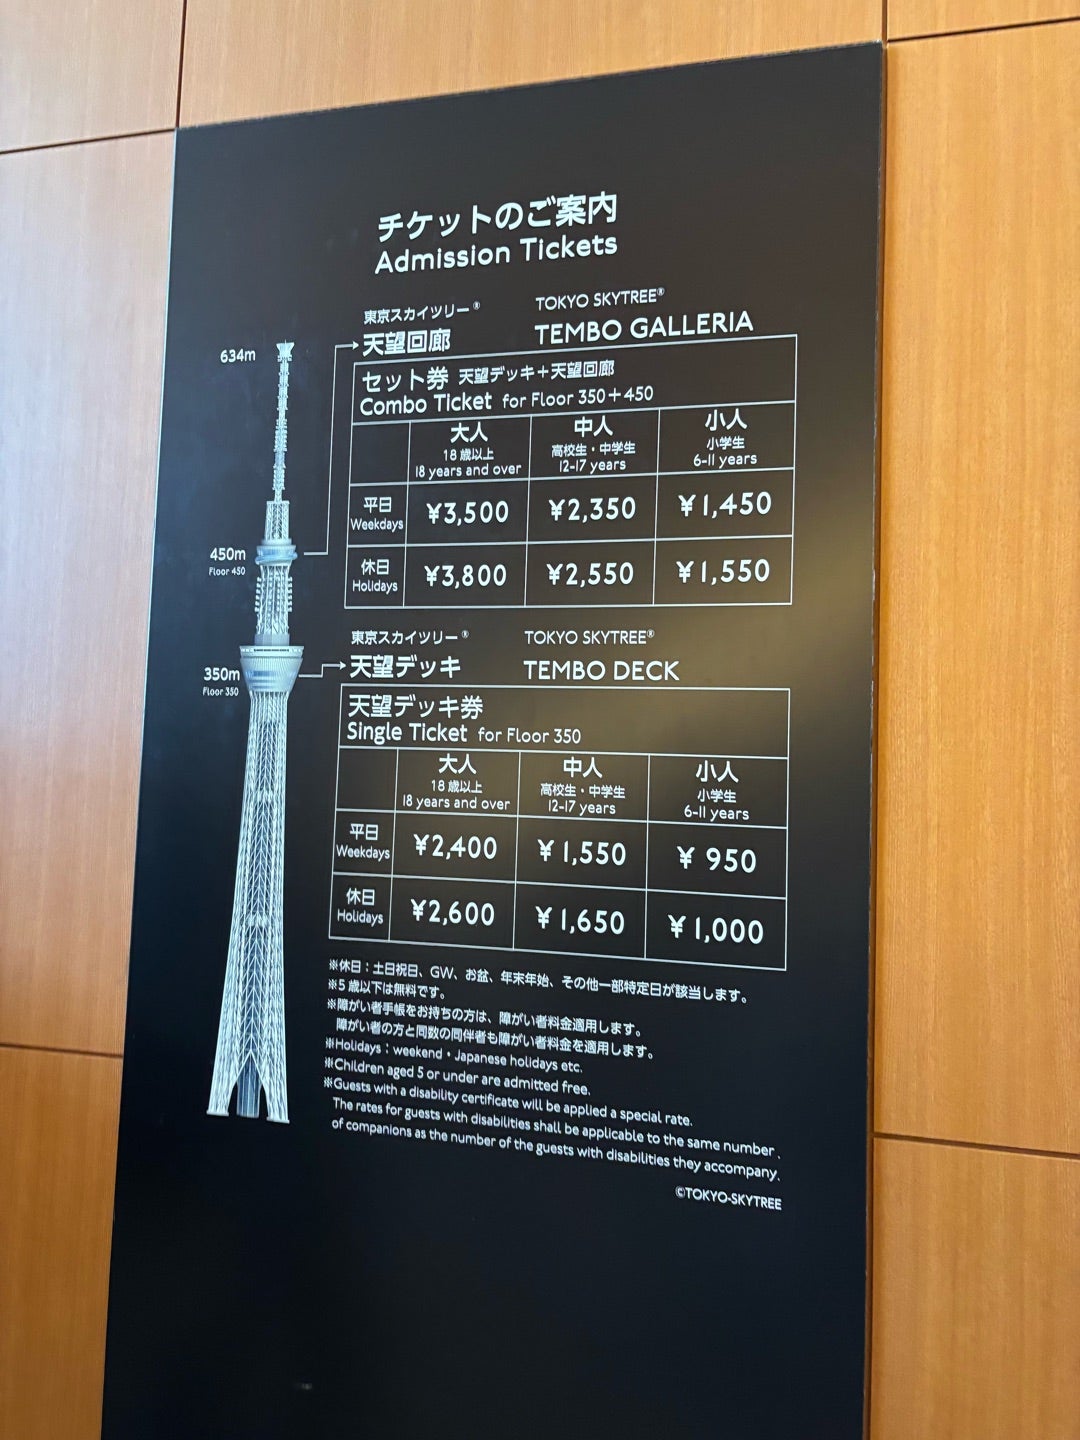 チケットのご案内
Admission Tickets
東京スカイツリー® TOKYO SKYTREE®
天望回廊 TEMBO GALLERIA
セット券 天望デッキ+天望回廊
Combo Ticket for Floor 350+450
大人 中人 小人
18歳以上 高校生・中学生 小学生
18 years and over 12-17 years 6-11 years
平日 Weekdays ¥3,500 ¥2,350 ¥1,450
休日 Holidays ¥3,800 ¥2,550 ¥1,550
東京スカイツリー® TOKYO SKYTREE®
天望デッキ TEMBO DECK
天望デッキ券
Single Ticket for Floor 350
大人 中人 小人
18歳以上 高校生・中学生 小学生
18 years and over 12-17 years 6-11 years
平日 Weekdays ¥2,400 ¥1,550 ¥ 950
休日 Holidays ¥2,600 ¥1,650 ¥1,000
634m
450m
Floor 450
350m
Floor 350
※休日：土日祝日、GW、お盆、年末年始、その他一部特定日が該当します。
※5歳以下は無料です。
※障がい者手帳をお持ちの方は、障がい者料金適用します。
障がい者の方と同数の同伴者も障がい者料金を適用します。
※Holidays：weekend・Japanese holidays etc.
※Children aged 5 or under are admitted free.
※Guests with a disability certificate will be applied a special rate.
The rates for guests with disabilities shall be applicable to the same number .
of companions as the number of the guests with disabilities they accompany.
©TOKYO-SKYTREE